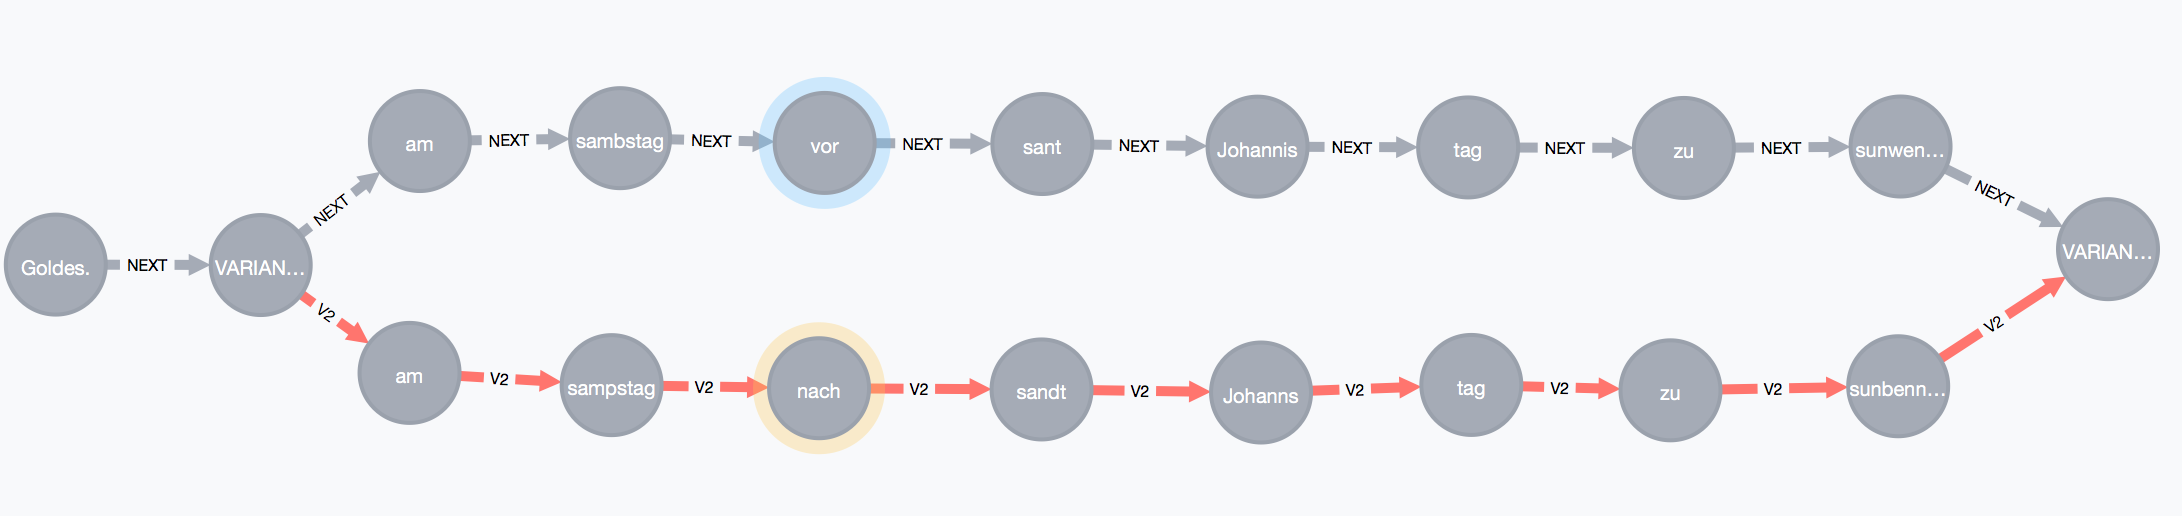 am NEXT sambstag NEXT vor NEXT sant NEXT Johannis NEXT tag NEXT zu NEXT sunwen...
NEXT NEXT
Goldes. NEXT VARIAN... VARIAN...
V2 V2
am V2 sampstag V2 nach V2 sandt V2 Johanns V2 tag V2 zu V2 sunbenn...